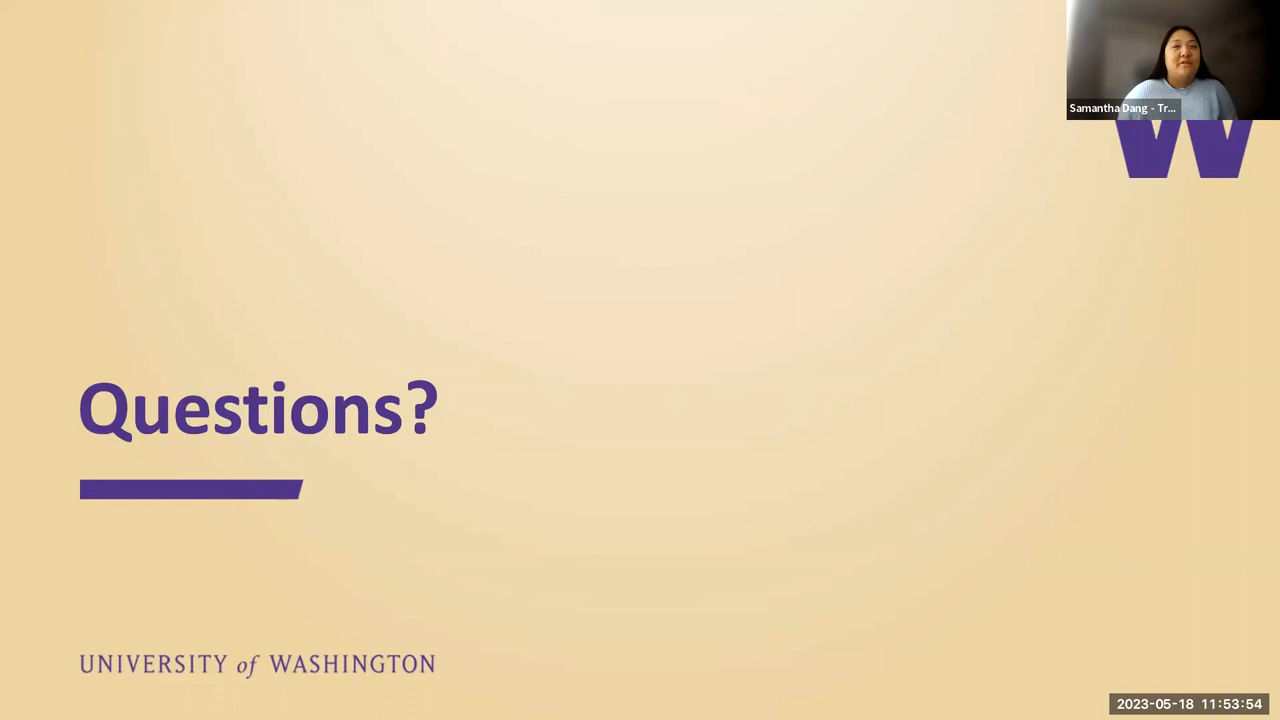 Samantha Dang - Tr...
W
Questions?
UNIVERSITY of WASHINGTON
2023-05-18 11:53:54